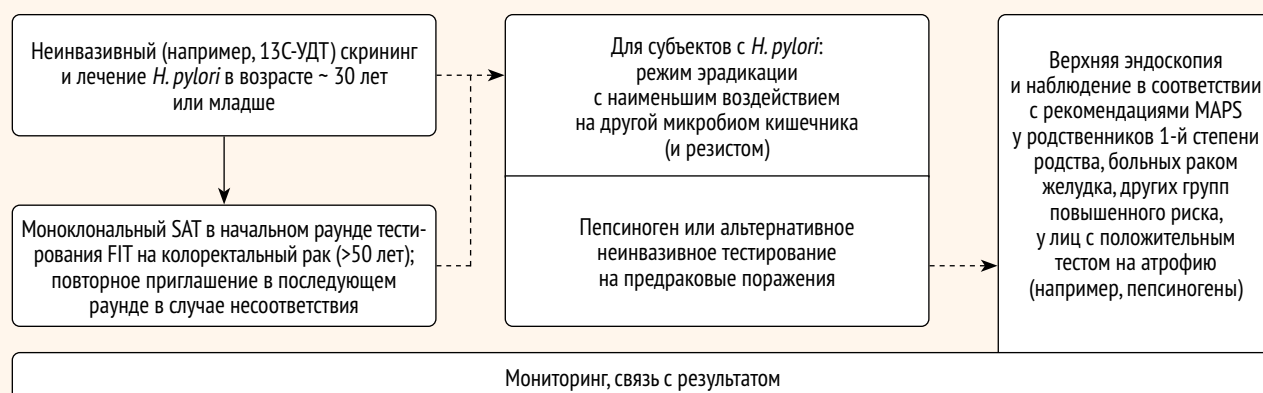 Неинвазивный (например, 13С-УДТ) скрининг
и лечение H. pylori в возрасте ~ 30 лет
или младше
Моноклональный SAT в начальном раунде тести-
рования FIT на колоректальный рак (>50 лет);
повторное приглашение в последующем
раунде в случае несоответствия
Для субъектов с H. pylori:
режим эрадикации
с наименьшим воздействием
на другой микробиом кишечника
(и резистом)
Пепсиноген или альтернативное
неинвазивное тестирование
на предраковые поражения
Верхняя эндоскопия
и наблюдение в соответствии
с рекомендациями MAPS
у родственников 1-й степени
родства, больных раком
желудка, других групп
повышенного риска,
у лиц с положительным
тестом на атрофию
(например, пепсиногены)
Мониторинг, связь с результатом